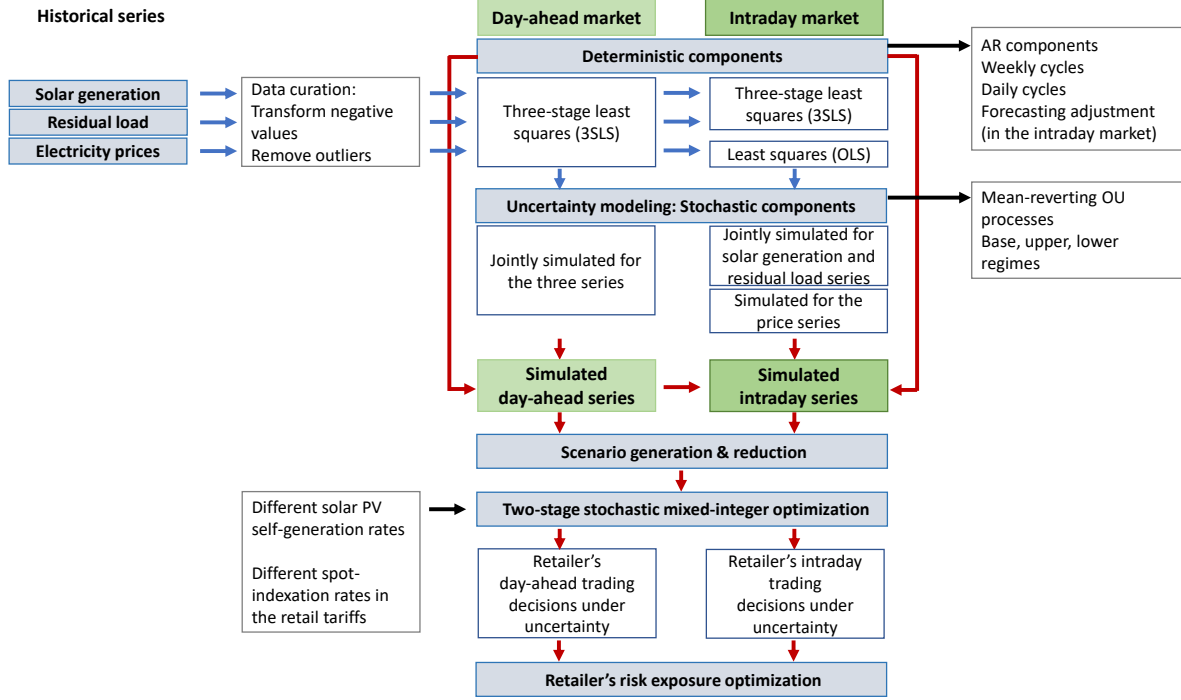 Historical series
Day-ahead market
Intraday market
Deterministic components
AR components
Weekly cycles
Daily cycles
Forecasting adjustment
(in the intraday market)
Solar generation
Residual load
Electricity prices
Data curation:
Transform negative
values
Remove outliers
Three-stage least
squares (3SLS)
Three-stage least
squares (3SLS)
Least squares (OLS)
Uncertainty modeling: Stochastic components
Mean-reverting OU
processes
Base, upper, lower
regimes
Jointly simulated for
the three series
Jointly simulated for
solar generation and
residual load series
Simulated for the
price series
Simulated
day-ahead series
Simulated
intraday series
Scenario generation & reduction
Different solar PV
self-generation rates
Different spot-
indexation rates in
the retail tariffs
Two-stage stochastic mixed-integer optimization
Retailer’s
day-ahead trading
decisions under
uncertainty
Retailer’s intraday
trading
decisions under
uncertainty
Retailer’s risk exposure optimization